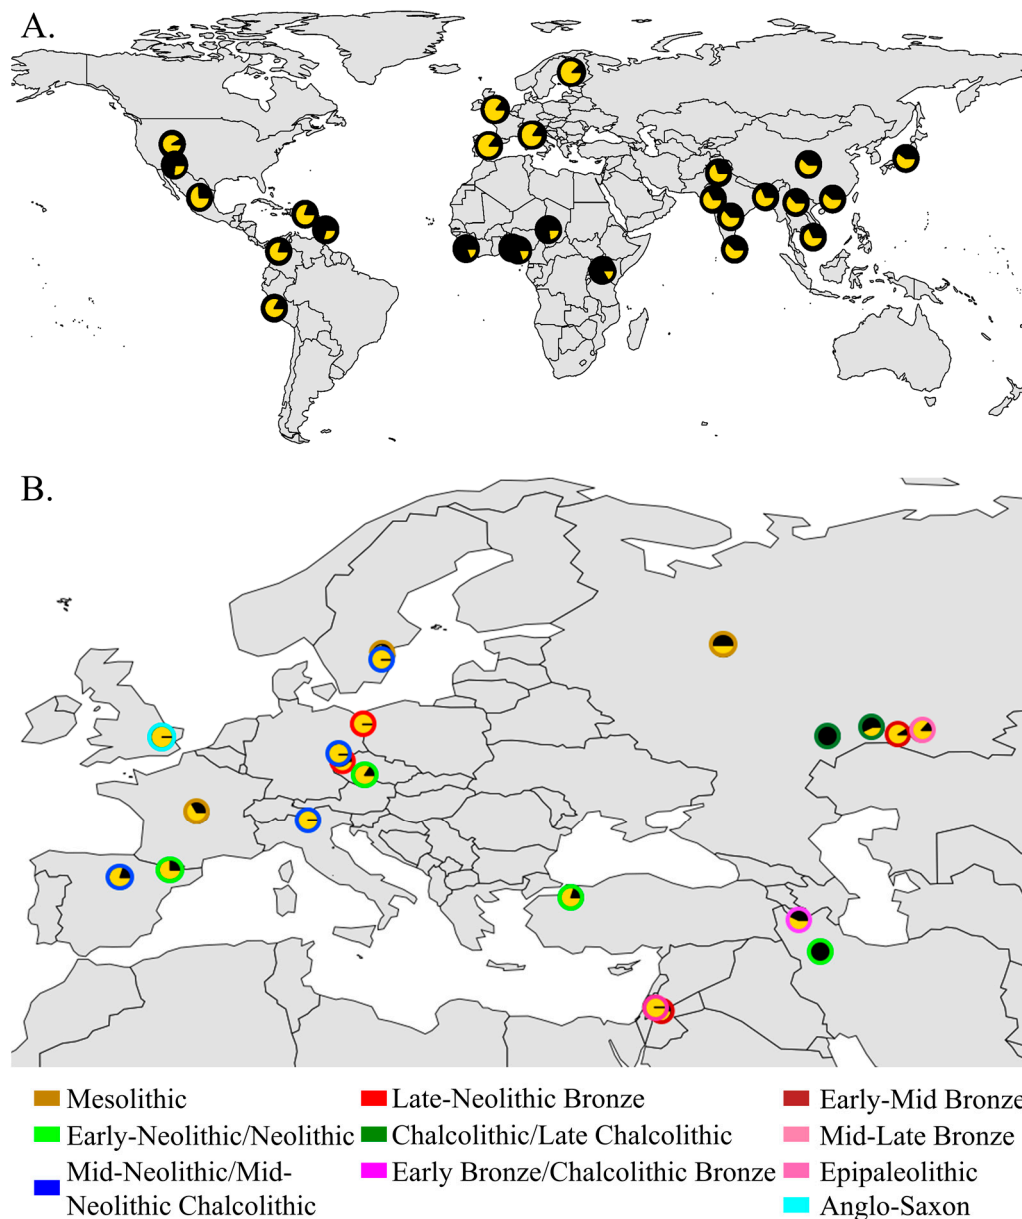 A.
B.
Mesolithic
Early-Neolithic/Neolithic
Mid-Neolithic/Mid-
Neolithic Chalcolithic
Late-Neolithic Bronze
Chalcolithic/Late Chalcolithic
Early Bronze/Chalcolithic Bronze
Early-Mid Bronze
Mid-Late Bronze
Epipaleolithic
Anglo-Saxon